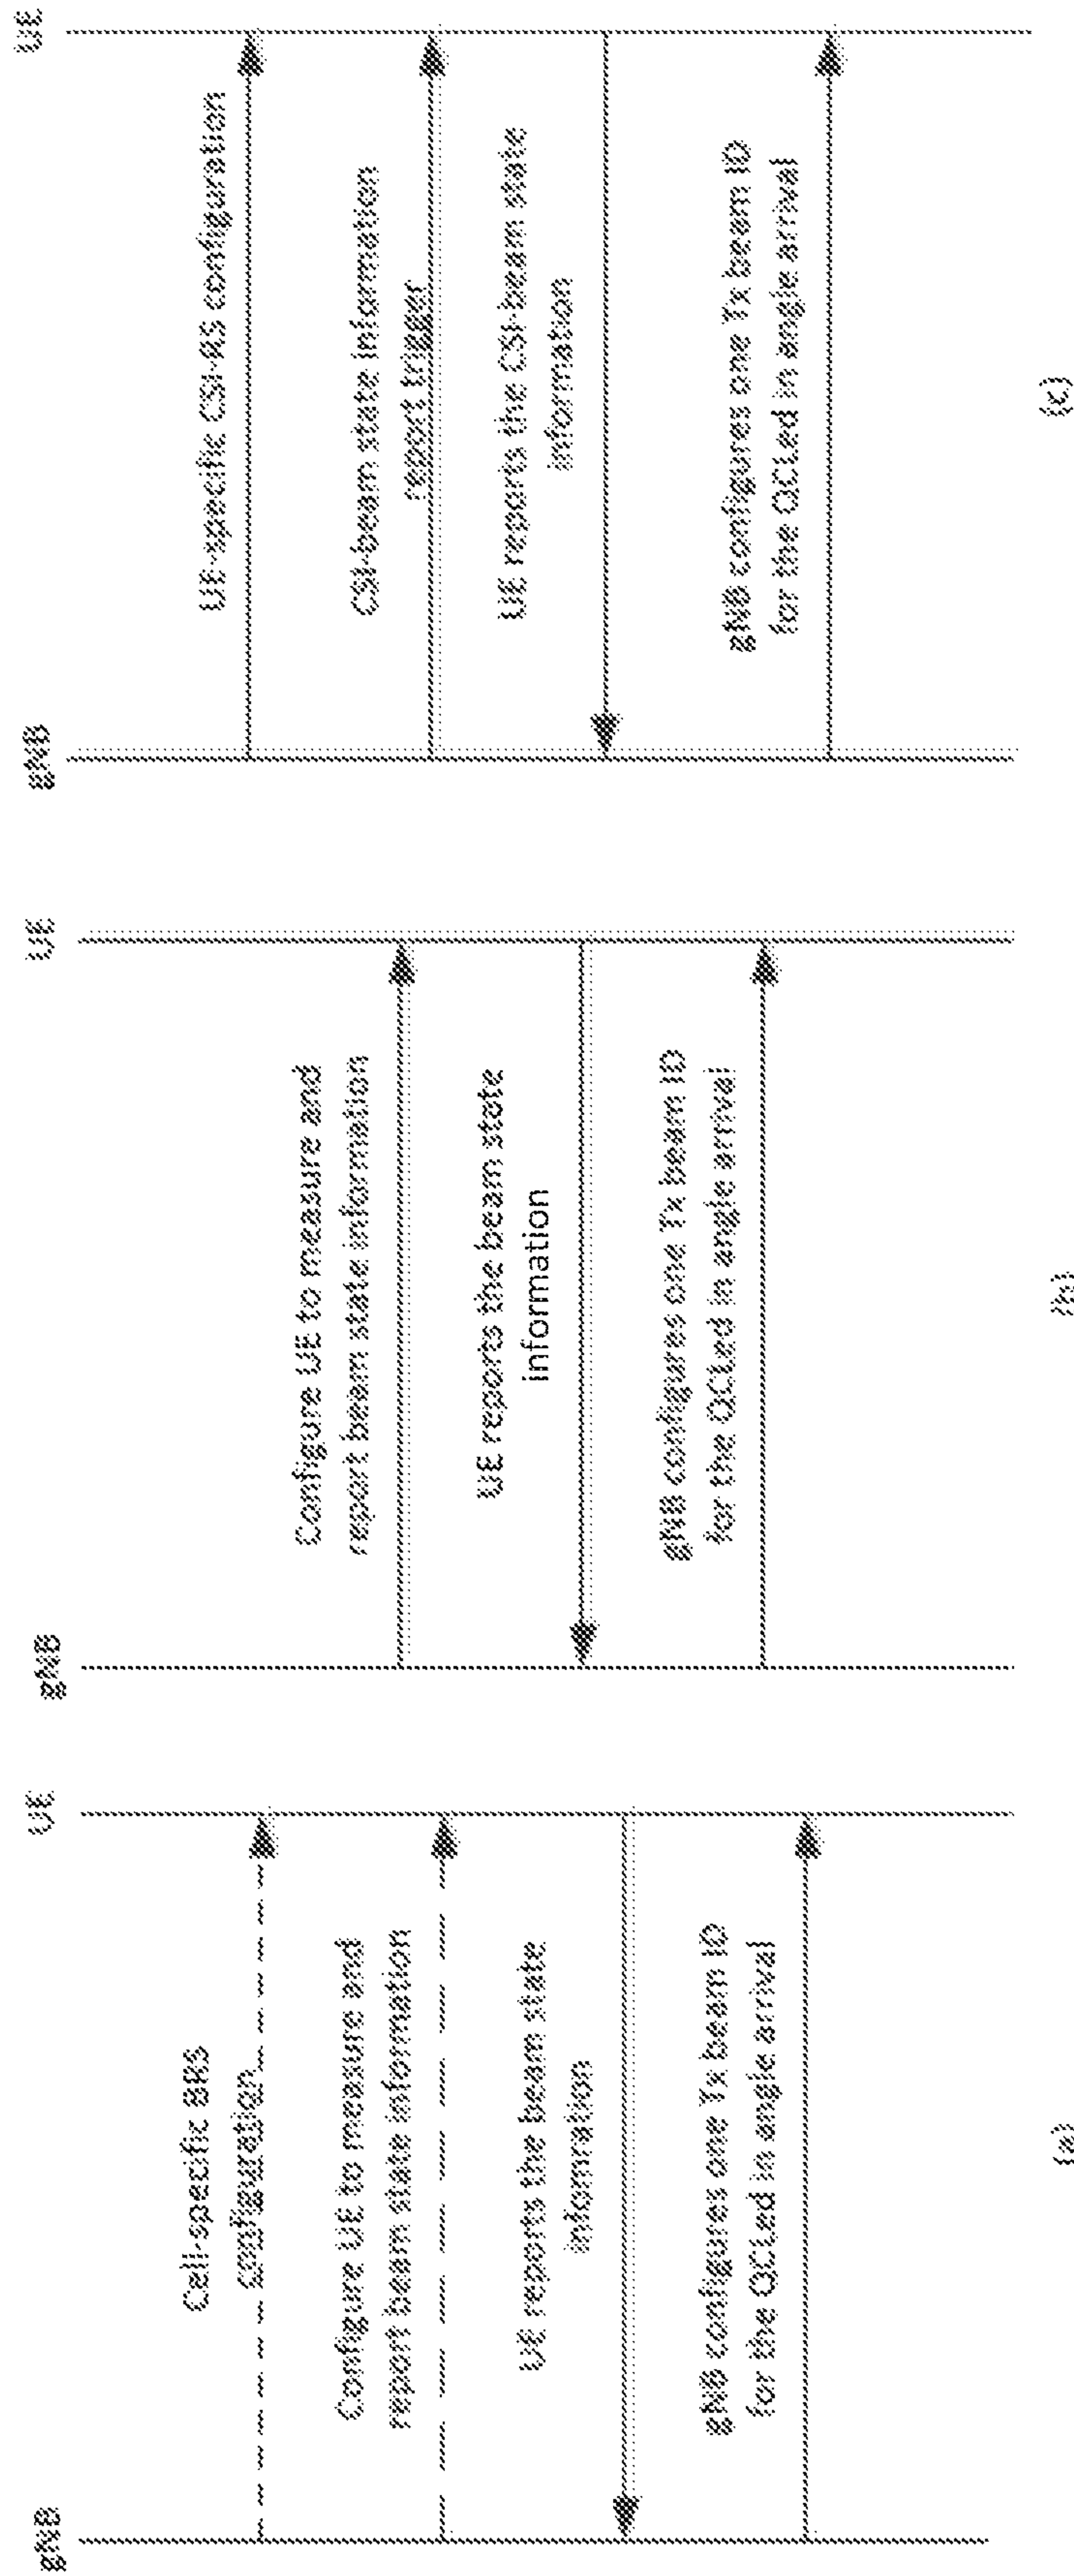 gNB
UE
Cell-specific BRS
configuration
Configure UE to measure and
report beam state information
UE reports the beam state
infomration
gNB configures one Tx beam ID
for the QCLed in angle arrival
(a)
gNB
UE
Configure UE to measure and
report beam state information
UE reports the beam state
information
gNB configures one Tx beam ID
for the QCLed in angle arrival
(b)
gNB
UE
UE-specific CSI-RS configuration
CSI-beam state information
report trigger
UE reports the CSI-beam state
information
gNB configures one Tx beam ID
for the QCLed in angle arrival
(c)